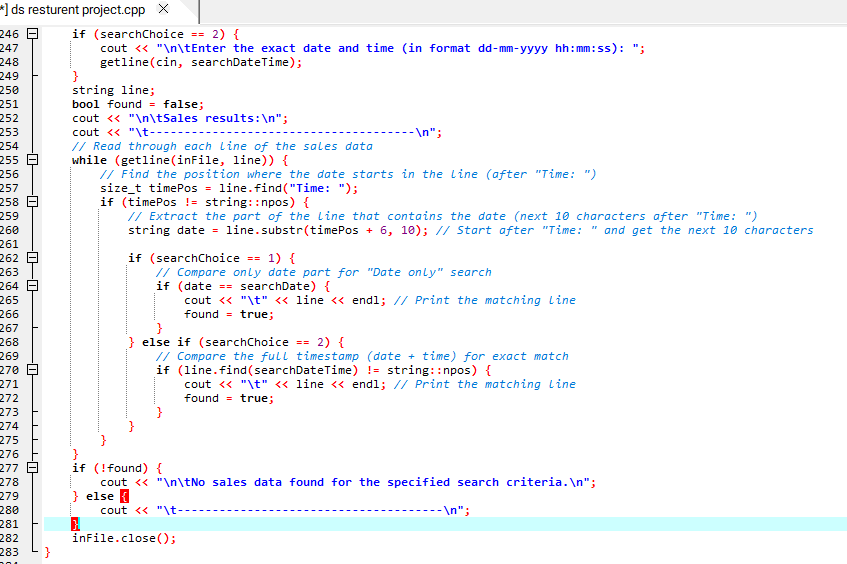 *] ds resturent project.cpp ×
246 if (searchChoice == 2) {
247 cout << "\n\tEnter the exact date and time (in format dd-mm-yyyy hh:mm:ss): ";
248 getline(cin, searchDateTime);
249 }
250 string line;
251 bool found = false;
252 cout << "\n\tSales results:\n";
253 cout << "\t--------------------------------------\n";
254 // Read through each line of the sales data
255 while (getline(inFile, line)) {
256 // Find the position where the date starts in the line (after "Time: ")
257 size_t timePos = line.find("Time: ");
258 if (timePos != string::npos) {
259 // Extract the part of the line that contains the date (next 10 characters after "Time: ")
260 string date = line.substr(timePos + 6, 10); // Start after "Time: " and get the next 10 characters
261
262 if (searchChoice == 1) {
263 // Compare only date part for "Date only" search
264 if (date == searchDate) {
265 cout << "\t" << line << endl; // Print the matching line
266 found = true;
267 }
268 } else if (searchChoice == 2) {
269 // Compare the full timestamp (date + time) for exact match
270 if (line.find(searchDateTime) != string::npos) {
271 cout << "\t" << line << endl; // Print the matching line
272 found = true;
273 }
274 }
275 }
276 }
277 if (!found) {
278 cout << "\n\tNo sales data found for the specified search criteria.\n";
279 } else {
280 cout << "\t--------------------------------------\n";
281 }
282 inFile.close();
283 }